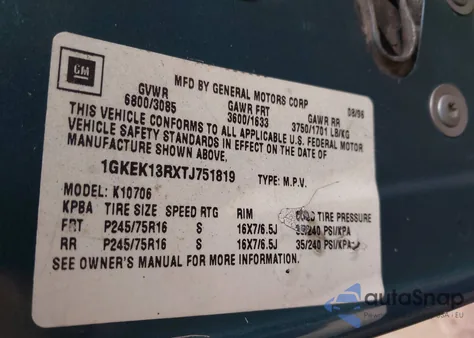 GM
MFD BY GENERAL MOTORS CORP 08/96
GVWR GAWR FRT GAWR RR
6800/3085 3600/1633 3750/1701 LB/KG
THIS VEHICLE CONFORMS TO ALL APPLICABLE U.S. FEDERAL MOTOR
VEHICLE SAFETY STANDARDS IN EFFECT ON THE DATE OF
MANUFACTURE SHOWN ABOVE.
1GKEK13RXTJ751819 TYPE: M.P.V.
MODEL: K10706
KPBA TIRE SIZE SPEED RTG RIM COLD TIRE PRESSURE
FRT P245/75R16 S 16X7/6.5J 35/240 PSI/KPA
RR P245/75R16 S 16X7/6.5J 35/240 PSI/KPA
SEE OWNER'S MANUAL FOR MORE INFORMATION.
autoSnap